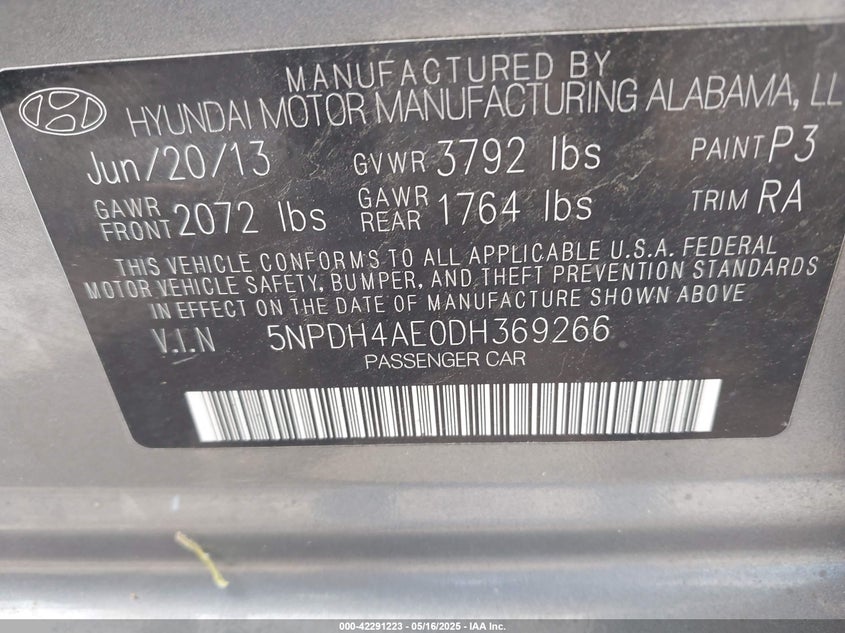 MANUFACTURED BY
HYUNDAI MOTOR MANUFACTURING ALABAMA, LL
Jun/20/13 GVWR 3792 lbs PAINT P3
GAWR FRONT 2072 lbs GAWR REAR 1764 lbs TRIM RA
THIS VEHICLE CONFORMS TO ALL APPLICABLE U.S.A. FEDERAL
MOTOR VEHICLE SAFETY, BUMPER, AND THEFT PREVENTION STANDARDS
IN EFFECT ON THE DATE OF MANUFACTURE SHOWN ABOVE
V.I.N 5NPDH4AE0DH369266
PASSENGER CAR
000-42291223 - 05/16/2025 - IAA Inc.